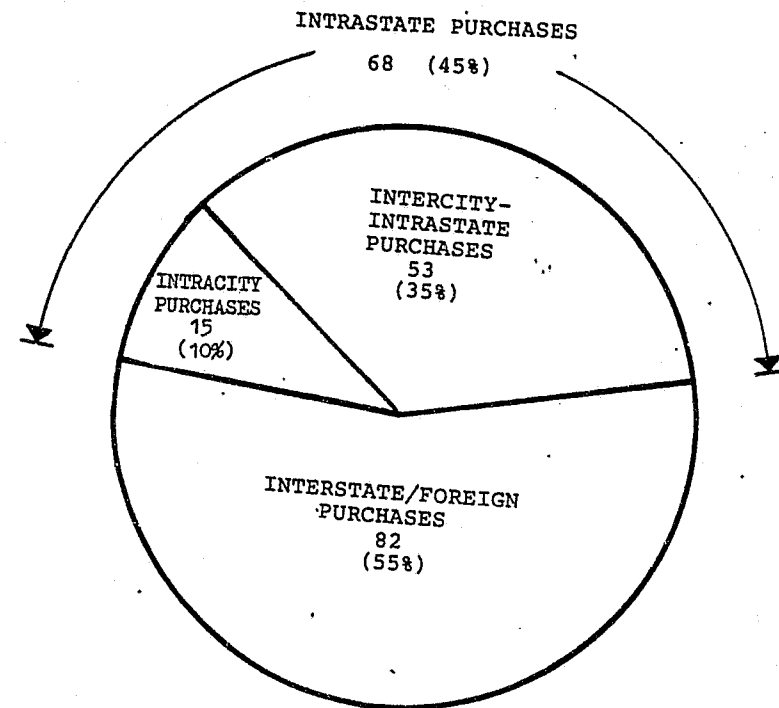 INTRASTATE PURCHASES
68 (45%)
INTERCITY-
INTRASTATE
PURCHASES
53
(35%)
INTRACITY
PURCHASES
15
(10%)
INTERSTATE/FOREIGN
PURCHASES
82
(55%)